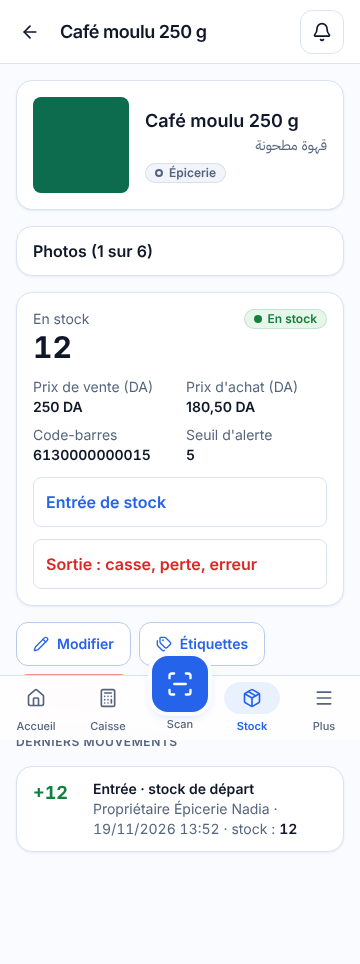 Café moulu 250 g
Café moulu 250 g
قهوة مطحونة
Épicerie
Photos (1 sur 6)
En stock
En stock
12
Prix de vente (DA)
Prix d'achat (DA)
250 DA
180,50 DA
Code-barres
Seuil d'alerte
6130000000015
5
Entrée de stock
Sortie : casse, perte, erreur
Modifier
Étiquettes
Accueil
Caisse
Scan
Stock
Plus
DERNIERS MOUVEMENTS
+12
Entrée · stock de départ
Propriétaire Épicerie Nadia ·
19/11/2026 13:52 · stock : 12